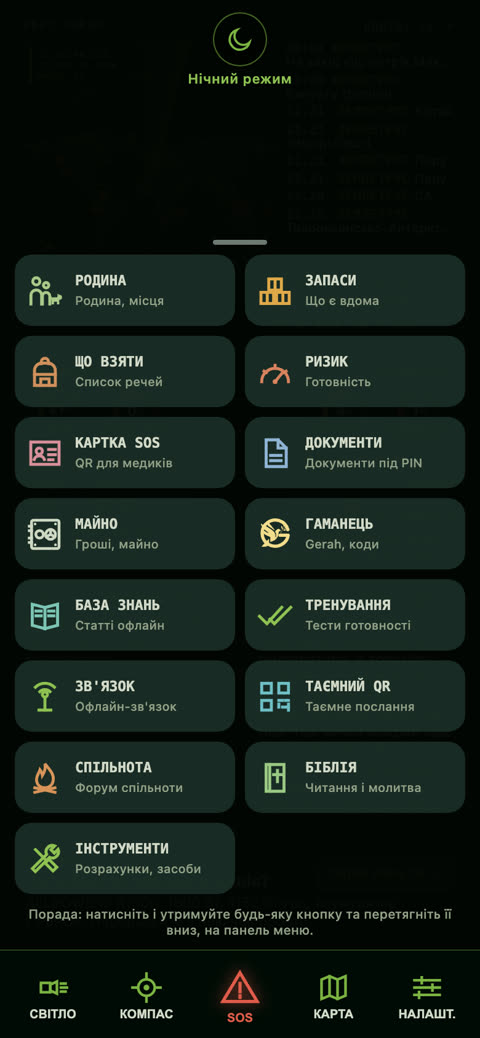 Нічний режим
РОДИНА
Родина, місця
ЗАПАСИ
Що є вдома
ЩО ВЗЯТИ
Список речей
РИЗИК
Готовність
КАРТКА SOS
QR для медиків
ДОКУМЕНТИ
Документи під PIN
МАЙНО
Гроші, майно
ГАМАНЕЦЬ
Gerah, коди
БАЗА ЗНАНЬ
Статті офлайн
ТРЕНУВАННЯ
Тести готовності
ЗВ'ЯЗОК
Офлайн-зв'язок
ТАЄМНИЙ QR
Таємне послання
СПІЛЬНОТА
Форум спільноти
БІБЛІЯ
Читання і молитва
ІНСТРУМЕНТИ
Розрахунки, засоби
Порада: натисніть і утримуйте будь-яку кнопку та перетягніть її
вниз, на панель меню.
СВІТЛО
КОМПАС
SOS
КАРТА
НАЛАШТ.